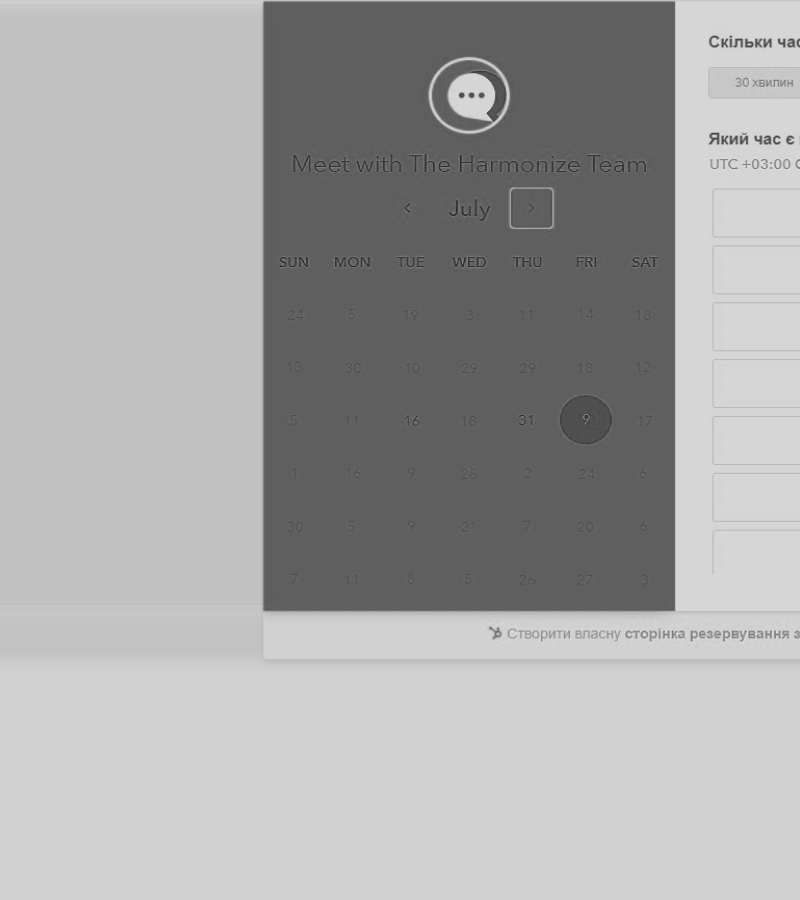 Meet with The Harmonize Team
July
SUN MON TUE WED THU FRI SAT
24 5 19 3 11 14 18
13 30 10 29 29 18 12
5 11 16 18 31 9 17
1 16 9 28 2 24 6
30 5 9 21 7 20 6
7 11 8 5 26 27 3
Скільки час
30 хвилин
Який час є
UTC +03:00
Створити власну сторінка резервування з